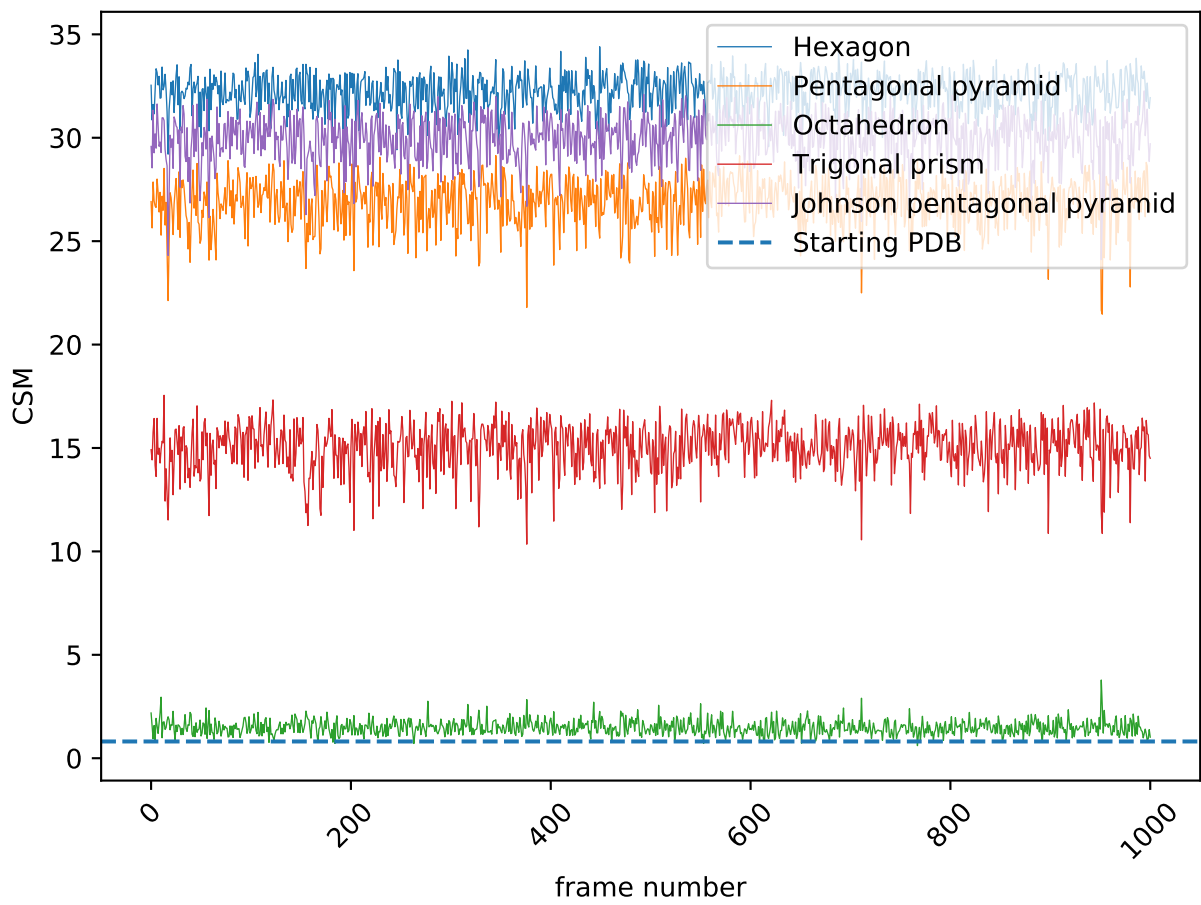 35
30
25
20
15
10
5
0
CSM
Hexagon
Pentagonal pyramid
Octahedron
Trigonal prism
Johnson pentagonal pyramid
Starting PDB
0
200
400
600
800
1000
frame number